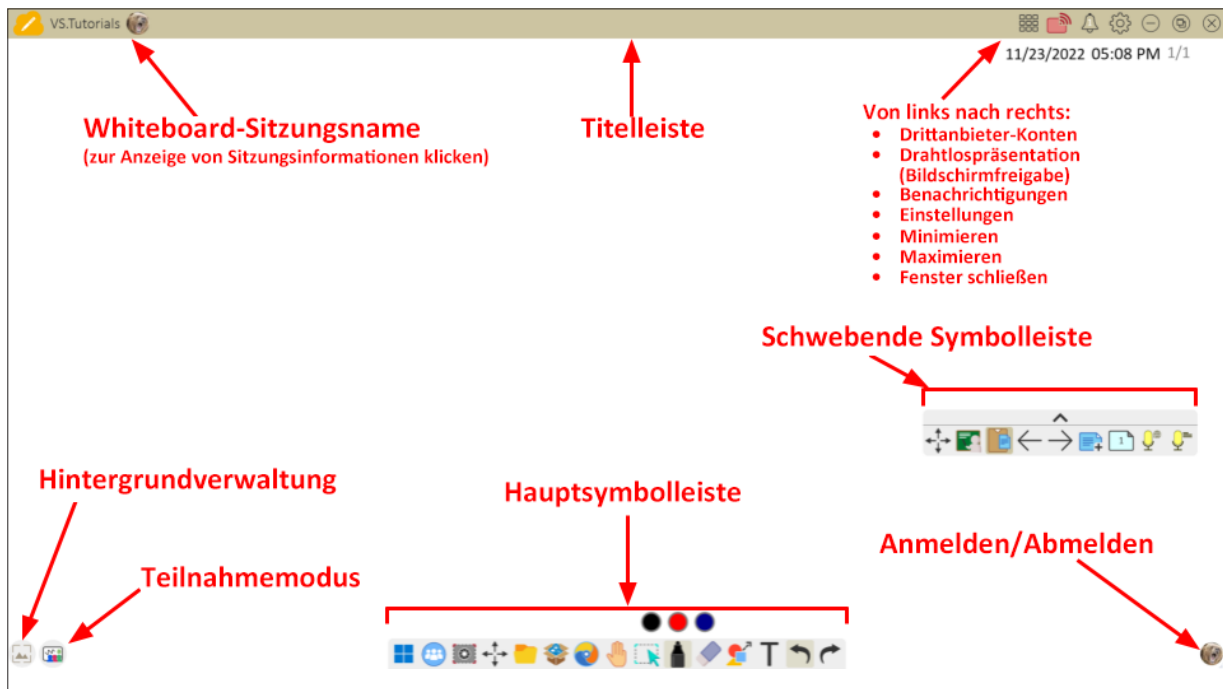 VS.Tutorials
11/23/2022 05:08 PM 1/1
Whiteboard-Sitzungsname
(zur Anzeige von Sitzungsinformationen klicken)
Titelleiste
Von links nach rechts:
• Drittanbieter-Konten
• Drahtlospräsentation
(Bildschirmfreigabe)
• Benachrichtigungen
• Einstellungen
• Minimieren
• Maximieren
• Fenster schließen
Schwebende Symbolleiste
1
Hintergrundverwaltung
Hauptsymbolleiste
Anmelden/Abmelden
Teilnahmemodus
T